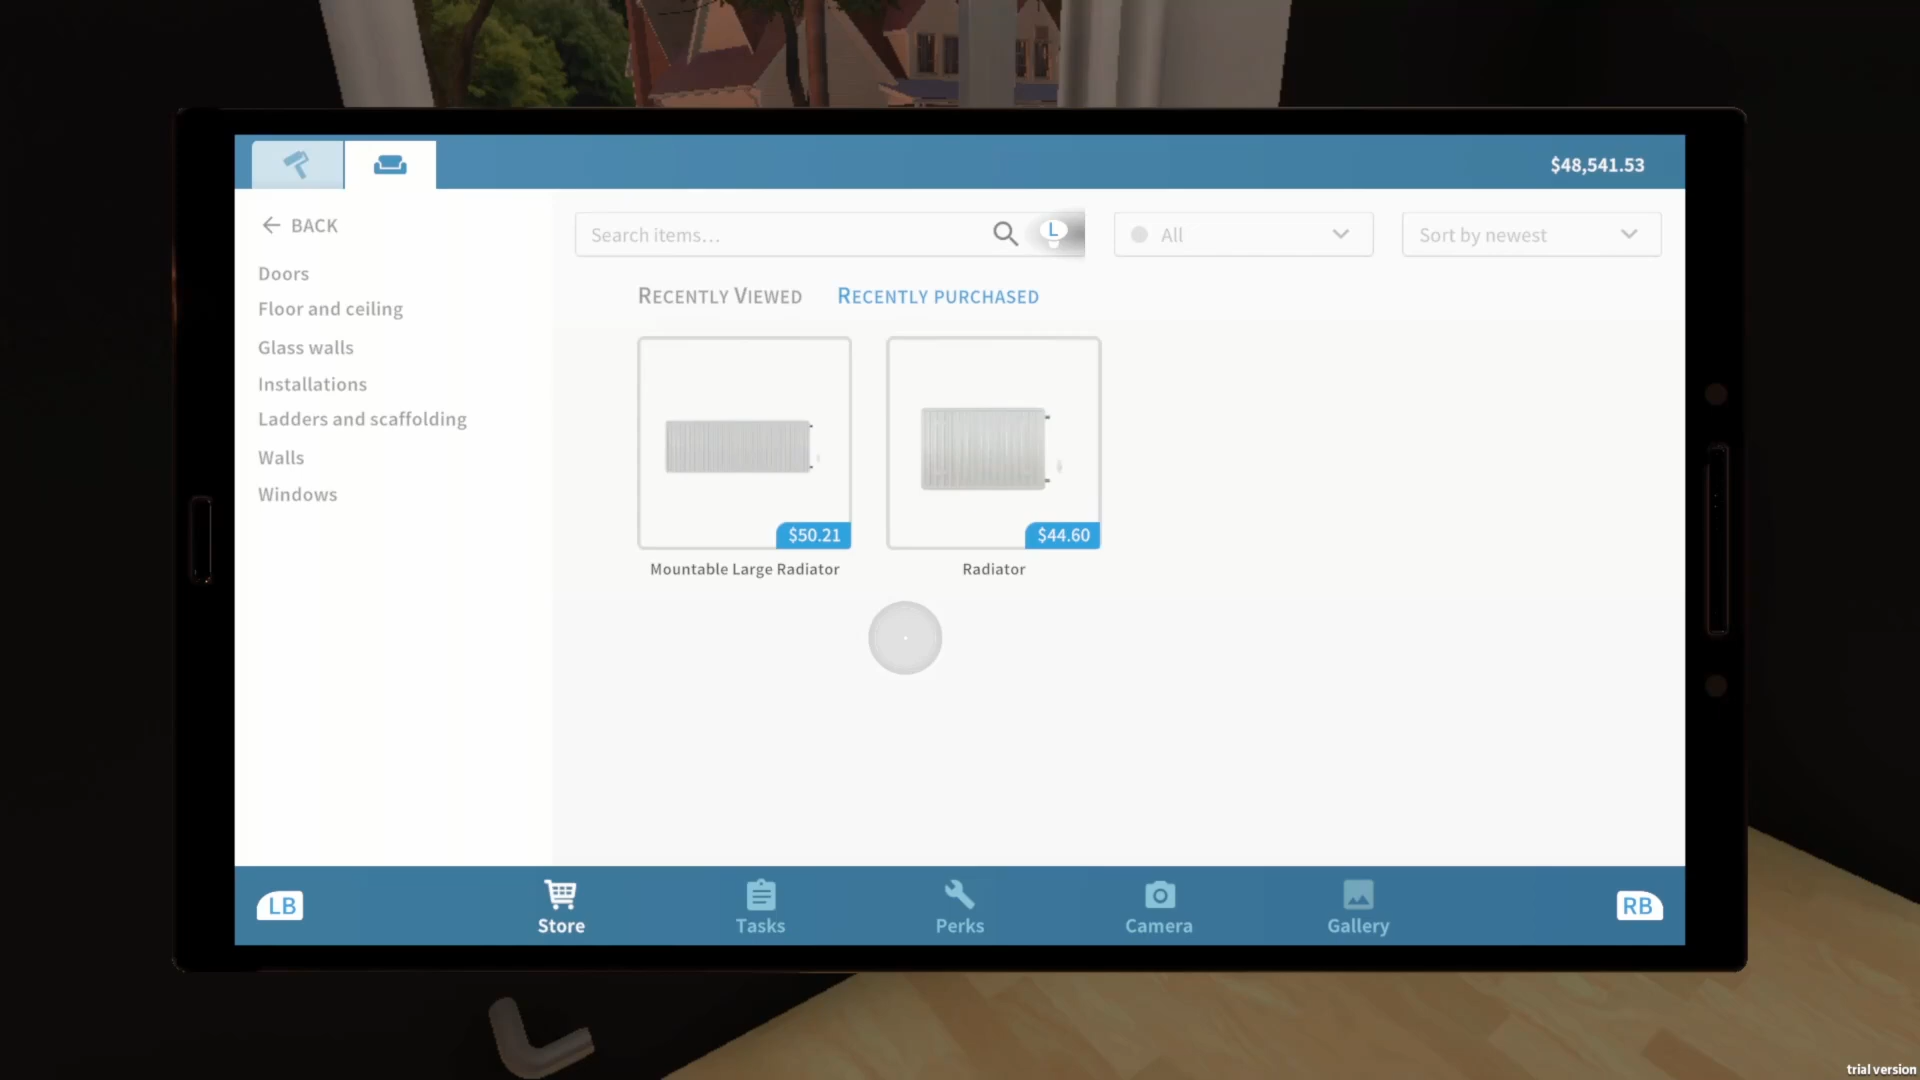 $48,541.53
BACK
Search items...
L
All
Sort by newest
Doors
Floor and ceiling
Glass walls
Installations
Ladders and scaffolding
Walls
Windows
RECENTLY VIEWED
RECENTLY PURCHASED
$50.21
$44.60
Mountable Large Radiator
Radiator
LB
Store
Tasks
Perks
Camera
Gallery
RB
trial version